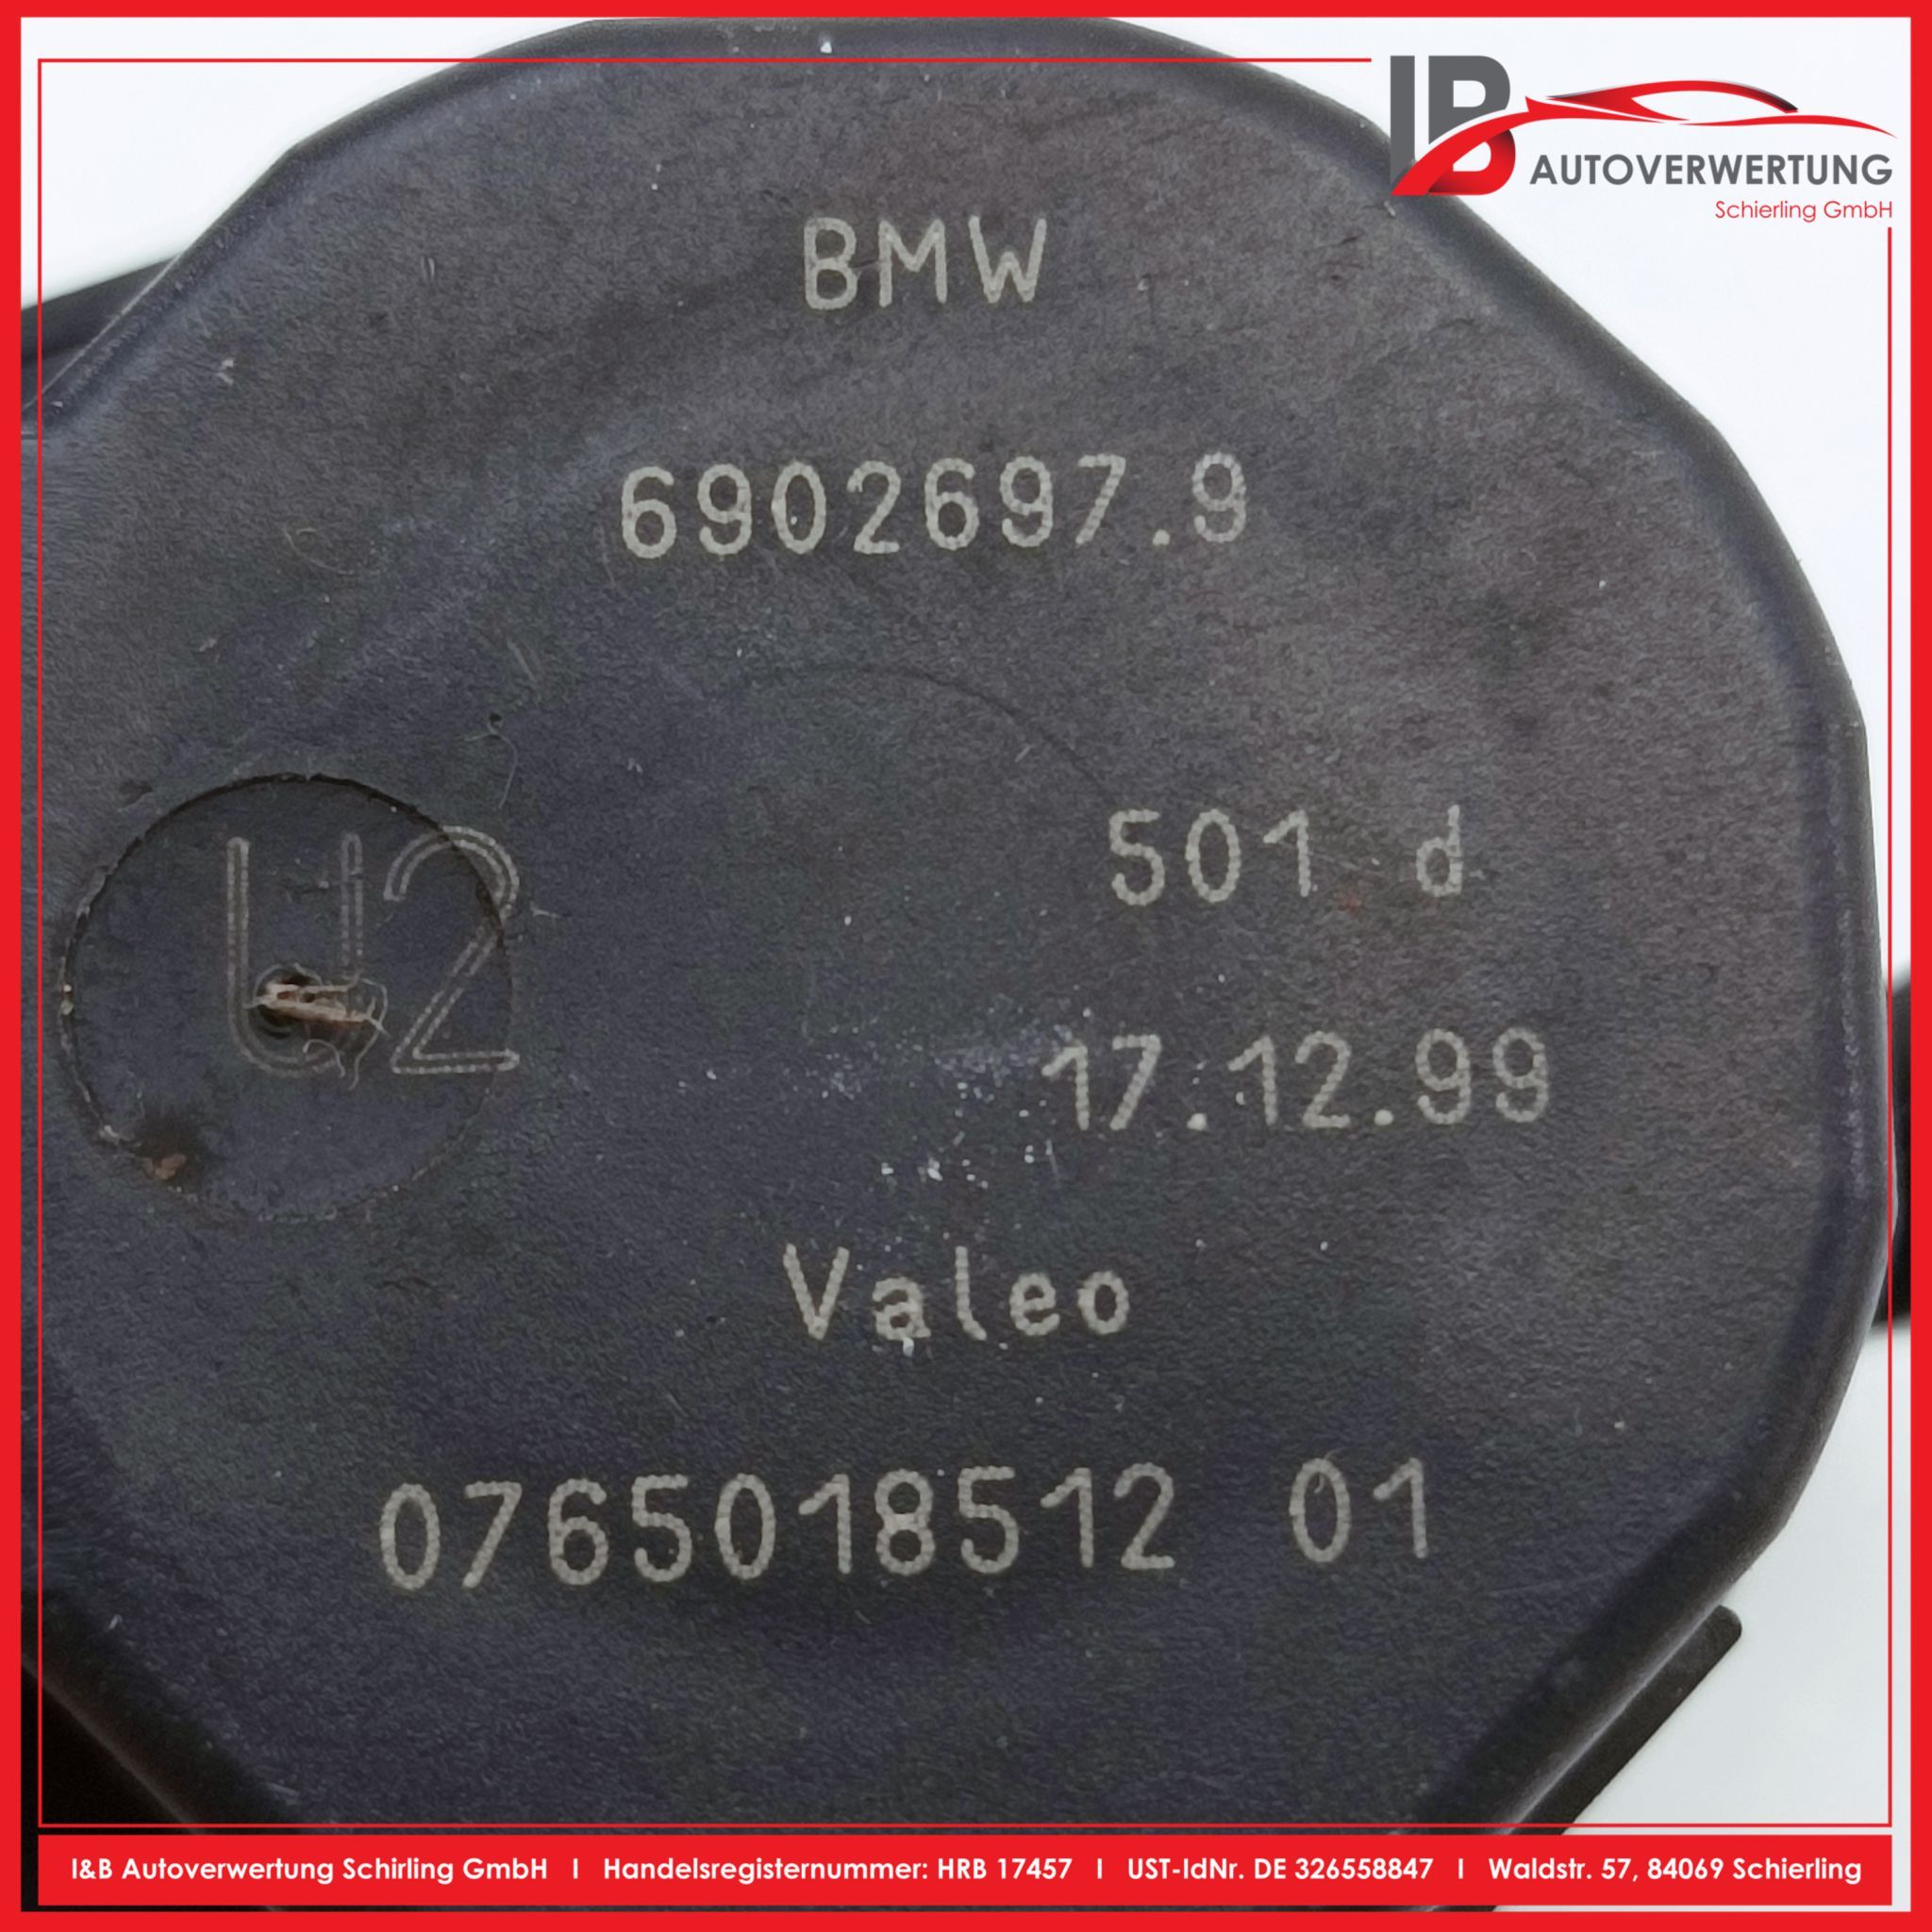 IB
AUTOVERWERTUNG
Schierling GmbH
BMW
6902697.9
U2
501 d
17.12.99
Valeo
0765018512 01
I&B Autoverwertung Schirling GmbH I Handelsregisternummer: HRB 17457 I UST-IdNr. DE 326558847 I Waldstr. 57, 84069 Schierling